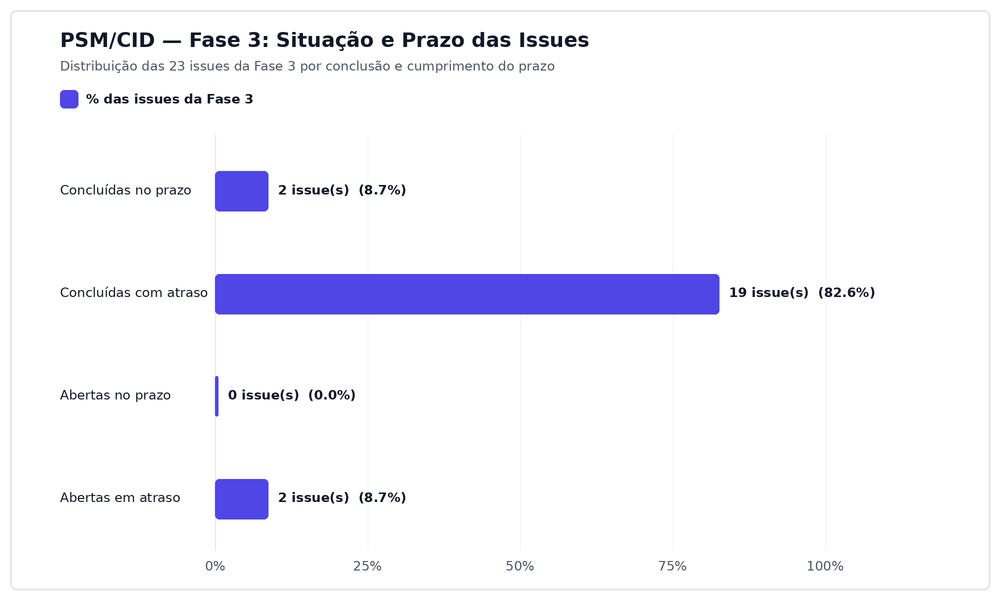 PSM/CID — Fase 3: Situação e Prazo das Issues
Distribuição das 23 issues da Fase 3 por conclusão e cumprimento do prazo
% das issues da Fase 3
Concluídas no prazo 2 issue(s) (8.7%)
Concluídas com atraso 19 issue(s) (82.6%)
Abertas no prazo 0 issue(s) (0.0%)
Abertas em atraso 2 issue(s) (8.7%)
0% 25% 50% 75% 100%